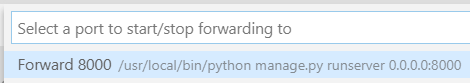 Select a port to start/stop forwarding to
Forward 8000 /usr/local/bin/python manage.py runserver 0.0.0.0:8000